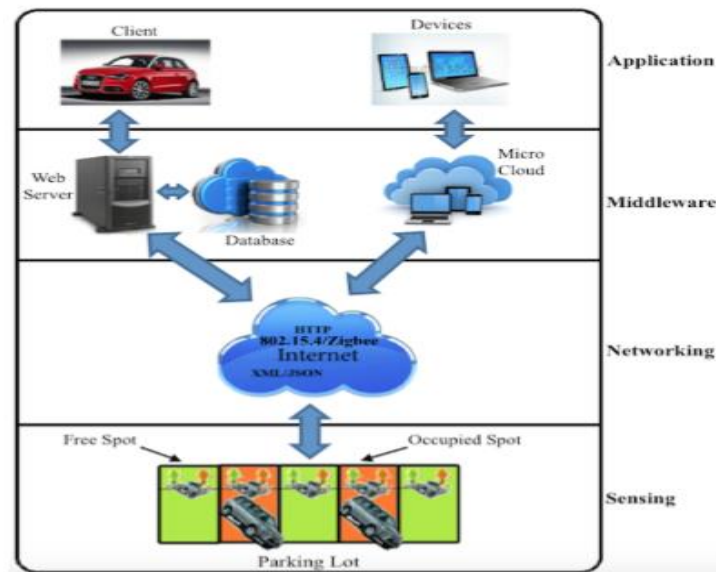 Client
Devices
Application
Web
Server
Database
Micro
Cloud
Middleware
HTTP
802.15.4/Zigbee
Internet
XML/JSON
Networking
Free Spot
Occupied Spot
Sensing
Parking Lot